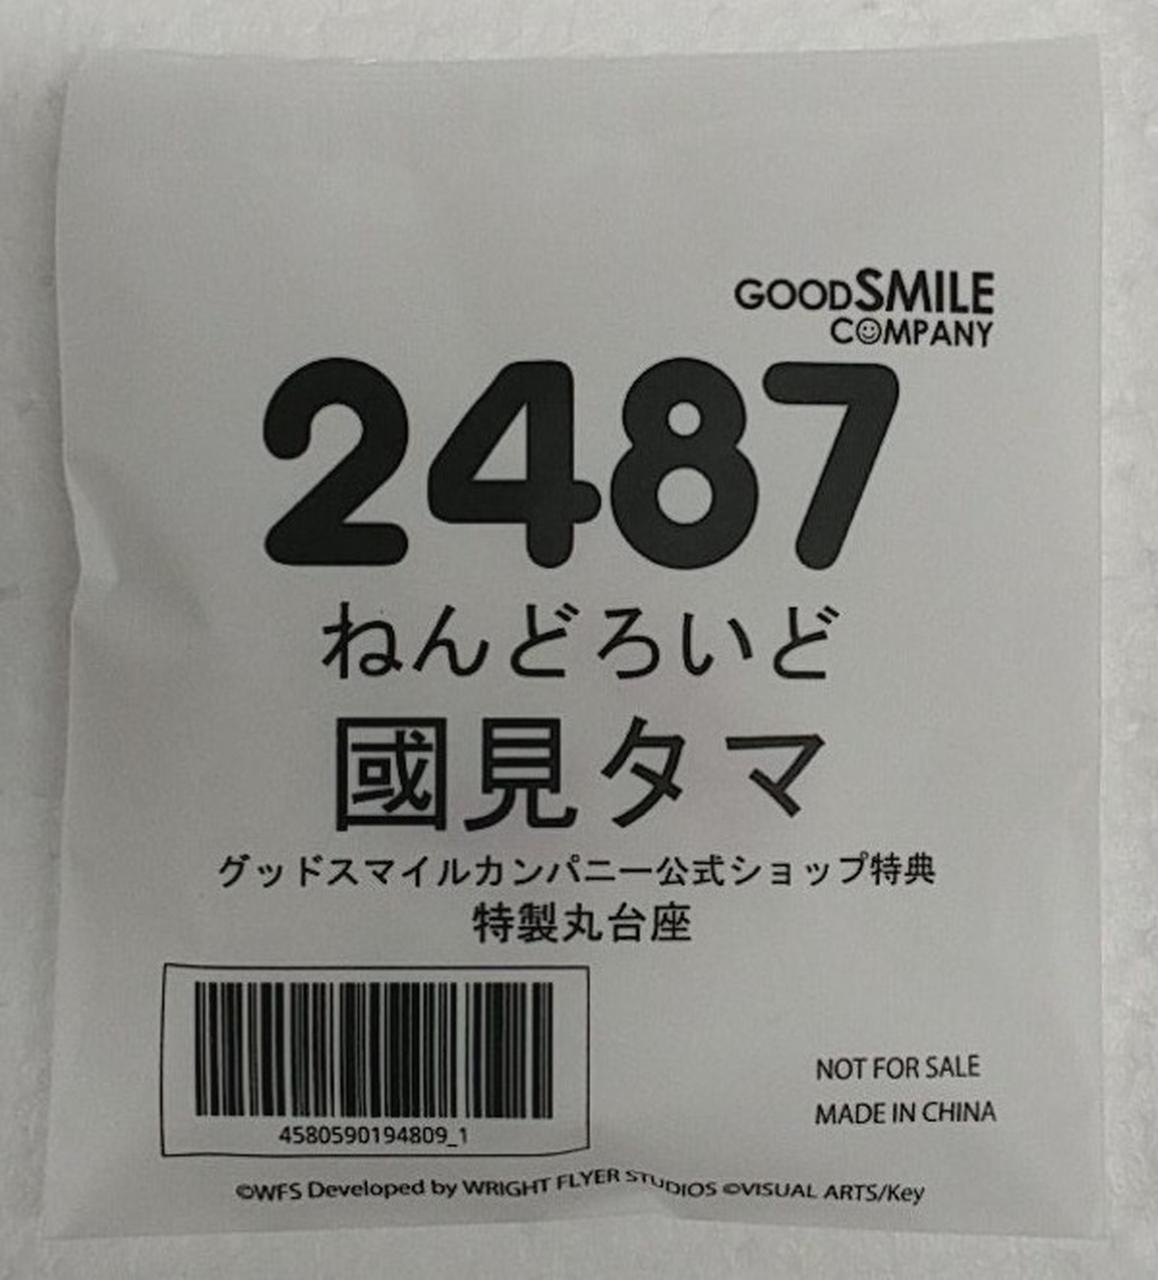 GOODSMILE
COMPANY
2487
ねんどろいど
國見タマ
グッドスマイルカンパニー公式ショップ特典
特製丸台座
4580590194809_1
NOT FOR SALE
MADE IN CHINA
©WFS Developed by WRIGHT FLYER STUDIOS ©VISUAL ARTS/Key